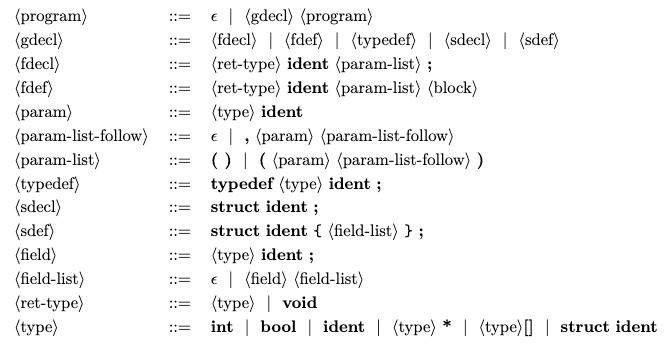 ⟨program⟩ ::= ϵ | ⟨gdecl⟩ ⟨program⟩
⟨gdecl⟩ ::= ⟨fdecl⟩ | ⟨fdef⟩ | ⟨typedef⟩ | ⟨sdecl⟩ | ⟨sdef⟩
⟨fdecl⟩ ::= ⟨ret-type⟩ ident ⟨param-list⟩ ;
⟨fdef⟩ ::= ⟨ret-type⟩ ident ⟨param-list⟩ ⟨block⟩
⟨param⟩ ::= ⟨type⟩ ident
⟨param-list-follow⟩ ::= ϵ | , ⟨param⟩ ⟨param-list-follow⟩
⟨param-list⟩ ::= ( ) | ( ⟨param⟩ ⟨param-list-follow⟩ )
⟨typedef⟩ ::= typedef ⟨type⟩ ident ;
⟨sdecl⟩ ::= struct ident ;
⟨sdef⟩ ::= struct ident { ⟨field-list⟩ } ;
⟨field⟩ ::= ⟨type⟩ ident ;
⟨field-list⟩ ::= ϵ | ⟨field⟩ ⟨field-list⟩
⟨ret-type⟩ ::= ⟨type⟩ | void
⟨type⟩ ::= int | bool | ident | ⟨type⟩ * | ⟨type⟩[] | struct ident